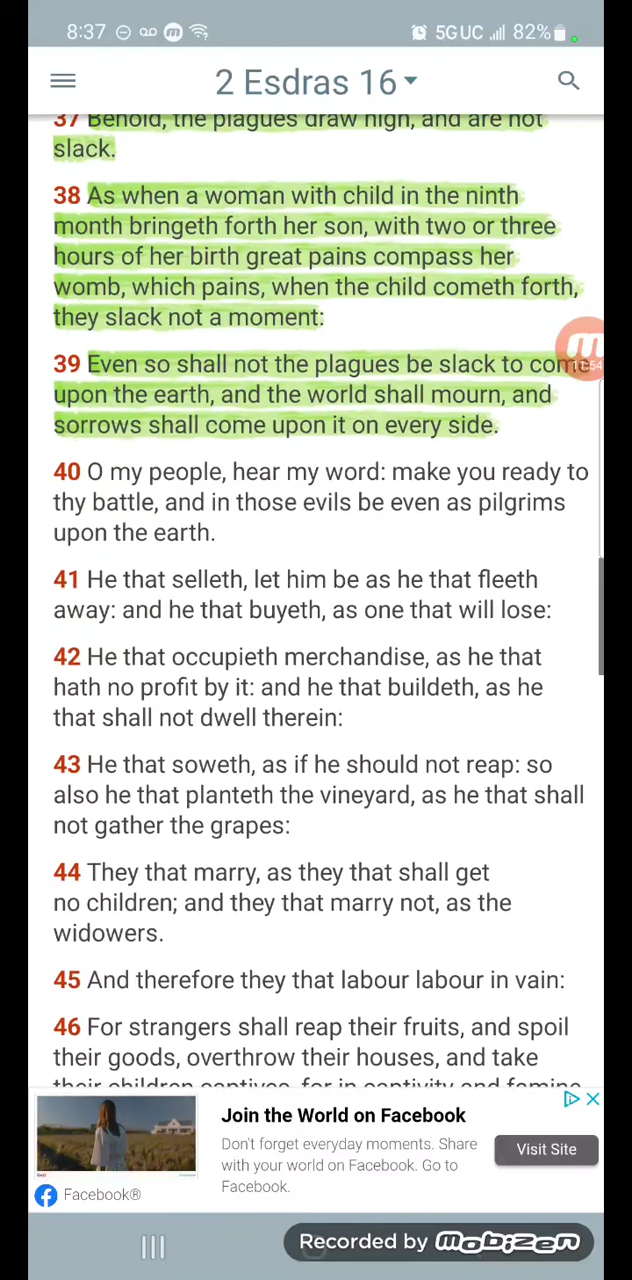 8:37
5G UC 82%
2 Esdras 16
37 Behold, the plagues draw nigh, and are not
slack.
38 As when a woman with child in the ninth
month bringeth forth her son, with two or three
hours of her birth great pains compass her
womb, which pains, when the child cometh forth,
they slack not a moment:
39 Even so shall not the plagues be slack to come
upon the earth, and the world shall mourn, and
sorrows shall come upon it on every side.
11:54
40 O my people, hear my word: make you ready to
thy battle, and in those evils be even as pilgrims
upon the earth.
41 He that selleth, let him be as he that fleeth
away: and he that buyeth, as one that will lose:
42 He that occupieth merchandise, as he that
hath no profit by it: and he that buildeth, as he
that shall not dwell therein:
43 He that soweth, as if he should not reap: so
also he that planteth the vineyard, as he that shall
not gather the grapes:
44 They that marry, as they that shall get
no children; and they that marry not, as the
widowers.
45 And therefore they that labour labour in vain:
46 For strangers shall reap their fruits, and spoil
their goods, overthrow their houses, and take
their children captives, for in captivity and famine
Join the World on Facebook
Don't forget everyday moments. Share
with your world on Facebook. Go to
Facebook.
Visit Site
Facebook®
Recorded by mobizen